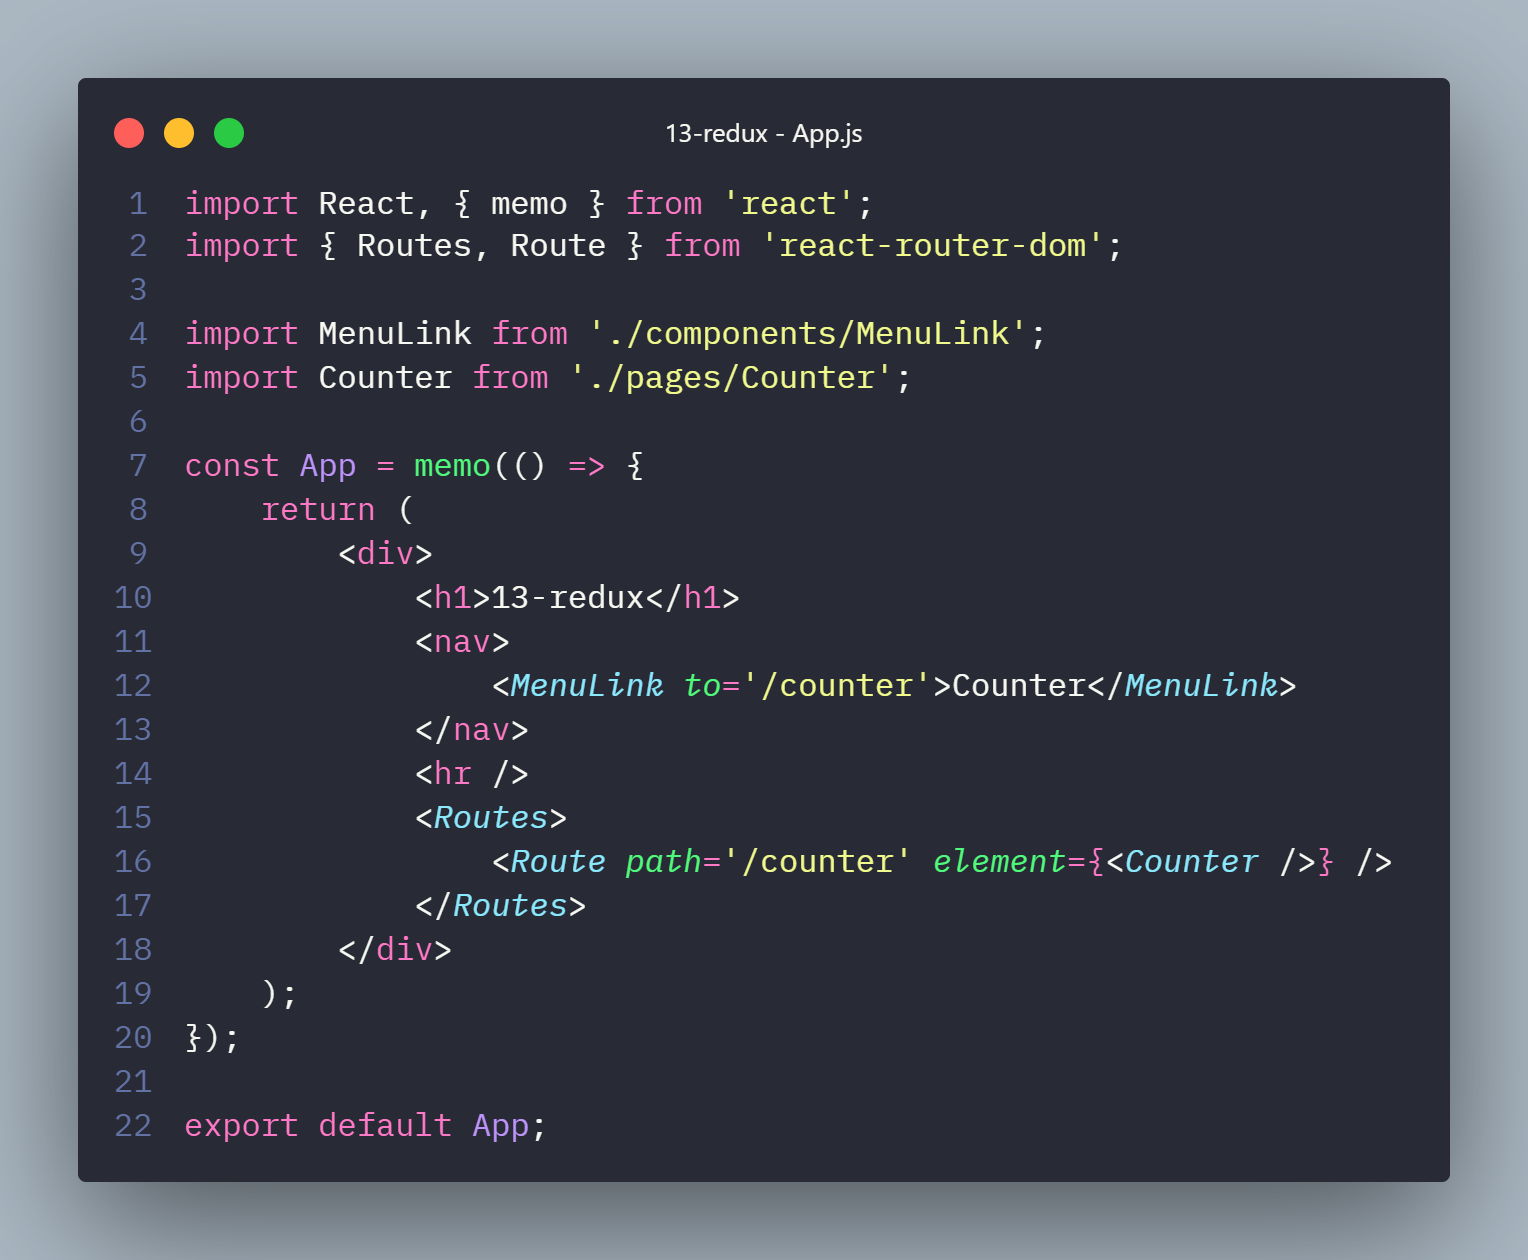 13-redux - App.js
1 import React, { memo } from 'react';
2 import { Routes, Route } from 'react-router-dom';
3
4 import MenuLink from './components/MenuLink';
5 import Counter from './pages/Counter';
6
7 const App = memo(() => {
8     return (
9         <div>
10             <h1>13-redux</h1>
11             <nav>
12                 <MenuLink to='/counter'>Counter</MenuLink>
13             </nav>
14             <hr />
15             <Routes>
16                 <Route path='/counter' element={<Counter />} />
17             </Routes>
18         </div>
19     );
20 });
21
22 export default App;